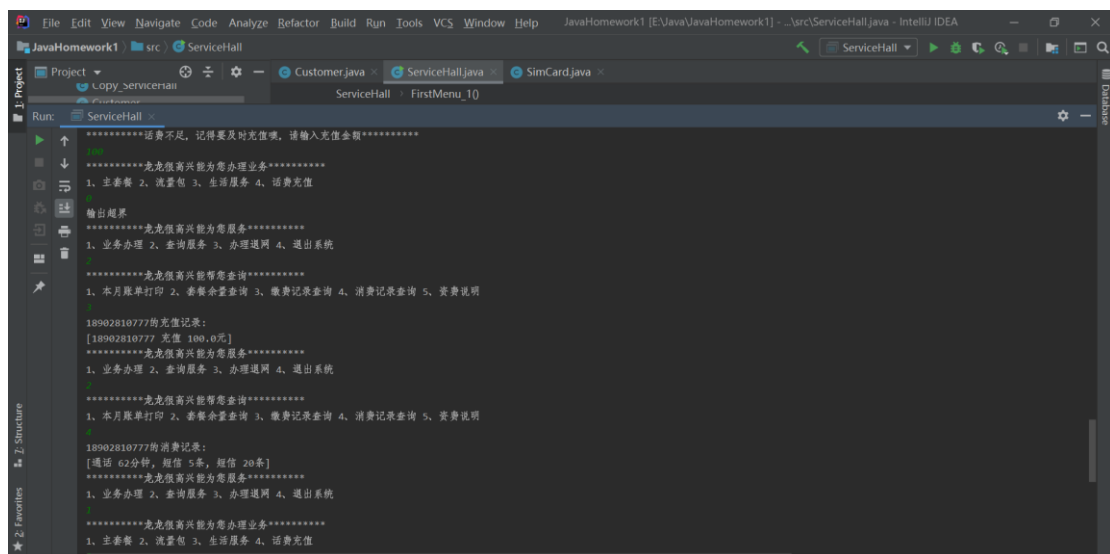 File Edit View Navigate Code Analyze Refactor Build Run Tools VCS Window Help JavaHomework1 [E:\Java\JavaHomework1] - ...\src\ServiceHall.java - IntelliJ IDEA
JavaHomework1 src ServiceHall ServiceHall
1: Project Project Customer.java ServiceHall.java SimCard.java
Copy_ServiceHall
Customer ServiceHall FirstMenu_1() Database
Run: ServiceHall
**********话费不足，记得要及时充值噢，请输入充值金额**********
100
**********龙龙很高兴能为您办理业务**********
1、主套餐 2、流量包 3、生活服务 4、话费充值
0
输出超界
**********龙龙很高兴能为您服务**********
1、业务办理 2、查询服务 3、办理退网 4、退出系统
2
**********龙龙很高兴能帮您查询**********
1、本月账单打印 2、套餐余量查询 3、缴费记录查询 4、消费记录查询 5、资费说明
3
18902810777的充值记录：
[18902810777 充值 100.0元]
**********龙龙很高兴能为您服务**********
1、业务办理 2、查询服务 3、办理退网 4、退出系统
2
**********龙龙很高兴能帮您查询**********
1、本月账单打印 2、套餐余量查询 3、缴费记录查询 4、消费记录查询 5、资费说明
4
18902810777的消费记录：
[通话 62分钟, 短信 5条, 短信 20条]
**********龙龙很高兴能为您服务**********
1、业务办理 2、查询服务 3、办理退网 4、退出系统
1
**********龙龙很高兴能为您办理业务**********
1、主套餐 2、流量包 3、生活服务 4、话费充值
7: Structure
2: Favorites